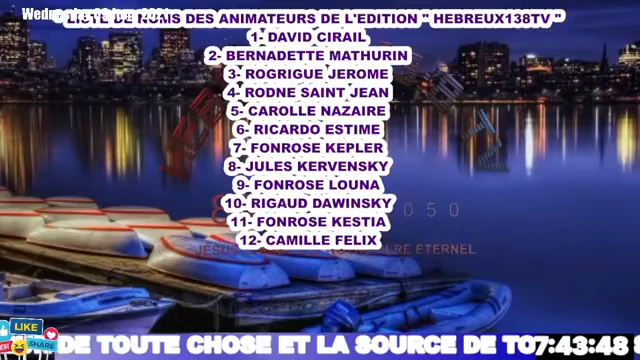 LISTE DE NOMS DES ANIMATEURS DE L'EDITION " HEBREUX138TV "
1- DAVID CIRAIL
2- BERNADETTE MATHURIN
3- ROGRIGUE JEROME
4- RODNE SAINT JEAN
5- CAROLLE NAZAIRE
6- RICARDO ESTIME
7- FONROSE KEPLER
8- JULES KERVENSKY
9- FONROSE LOUNA
10- RIGAUD DAWINSKY
11- FONROSE KESTIA
12- CAMILLE FELIX
050
ERE ETERNEL
LIKE
SHARE
DE TOUTE CHOSE ET LA SOURCE DE TO
07:43:48